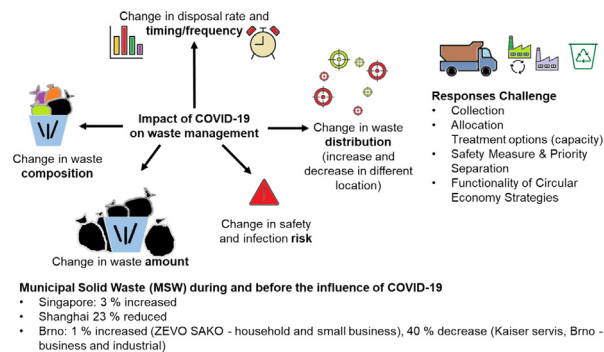 Change in disposal rate and
timing/frequency
Impact of COVID-19
on waste management
Change in waste
composition
Change in waste
distribution
(increase and
decrease in different
location)
Change in safety
and infection risk
Change in waste amount
Responses Challenge
• Collection
• Allocation
Treatment options (capacity)
• Safety Measure & Priority
Separation
• Functionality of Circular
Economy Strategies
Municipal Solid Waste (MSW) during and before the influence of COVID-19
• Singapore: 3 % increased
• Shanghai 23 % reduced
• Brno: 1 % increased (ZEVO SAKO - household and small business), 40 % decrease (Kaiser servis, Brno -
business and industrial)